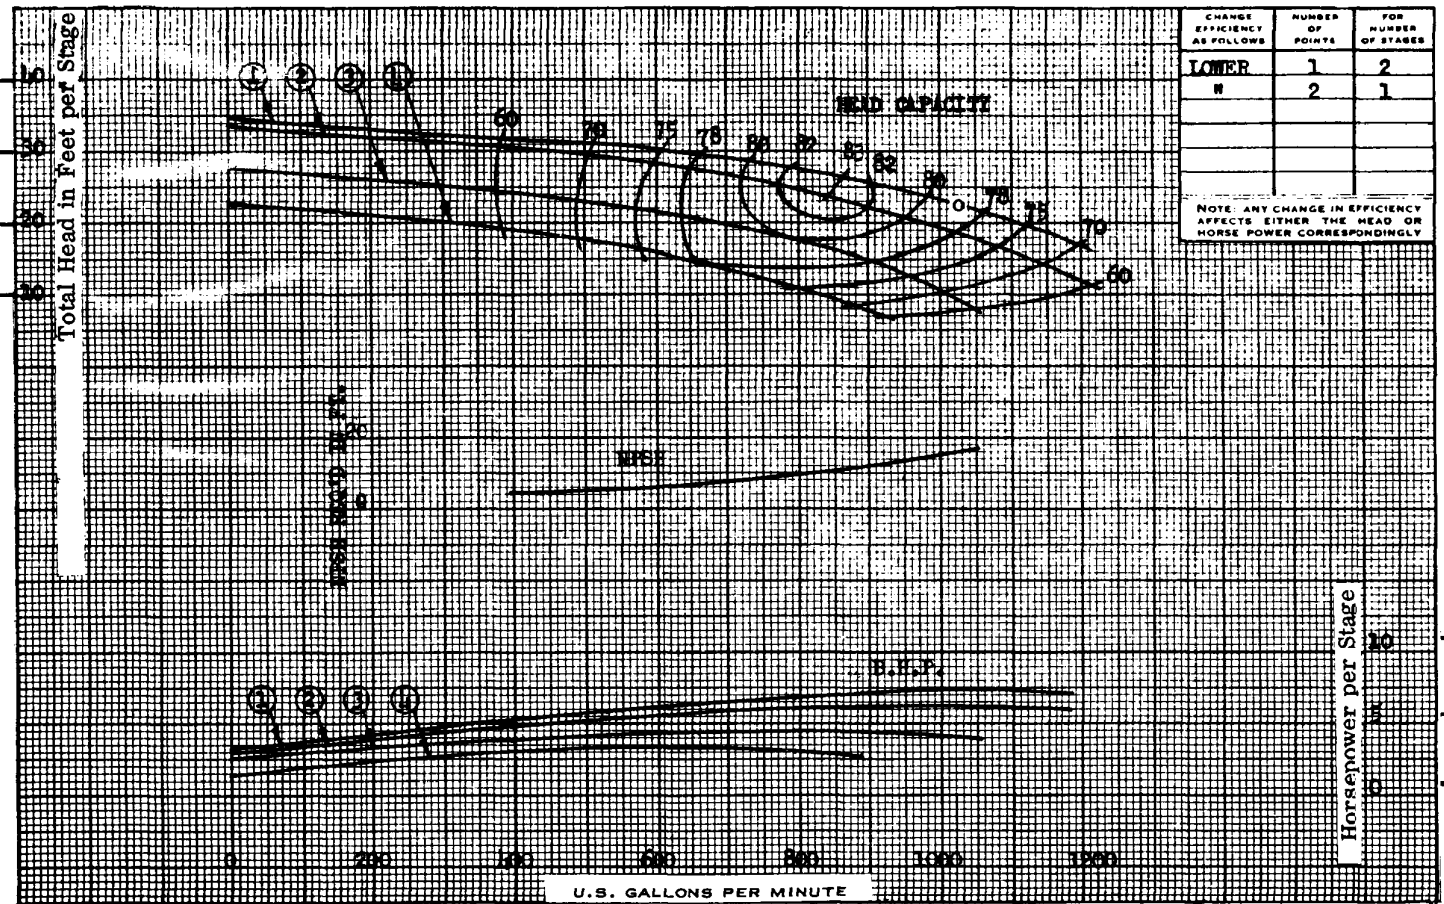 CHANGE EFFICIENCY AS FOLLOWS
NUMBER OF POINTS
FOR NUMBER OF STAGES
LOWER 1 2
" 2 1
NOTE: ANY CHANGE IN EFFICIENCY
AFFECTS EITHER THE HEAD OR
HORSE POWER CORRESPONDINGLY
Total Head in Feet per Stage
40
30
20
10
1 2 3 4
HEAD CAPACITY
60 70 75 78 80 82 83 82 80 78 75 70 60
NPSH REQ'D IN FT.
20
0
NPSH
B.H.P.
1 2 3 4
Horsepower per Stage
10
0
0 200 400 600 800 1000 1200
U.S. GALLONS PER MINUTE